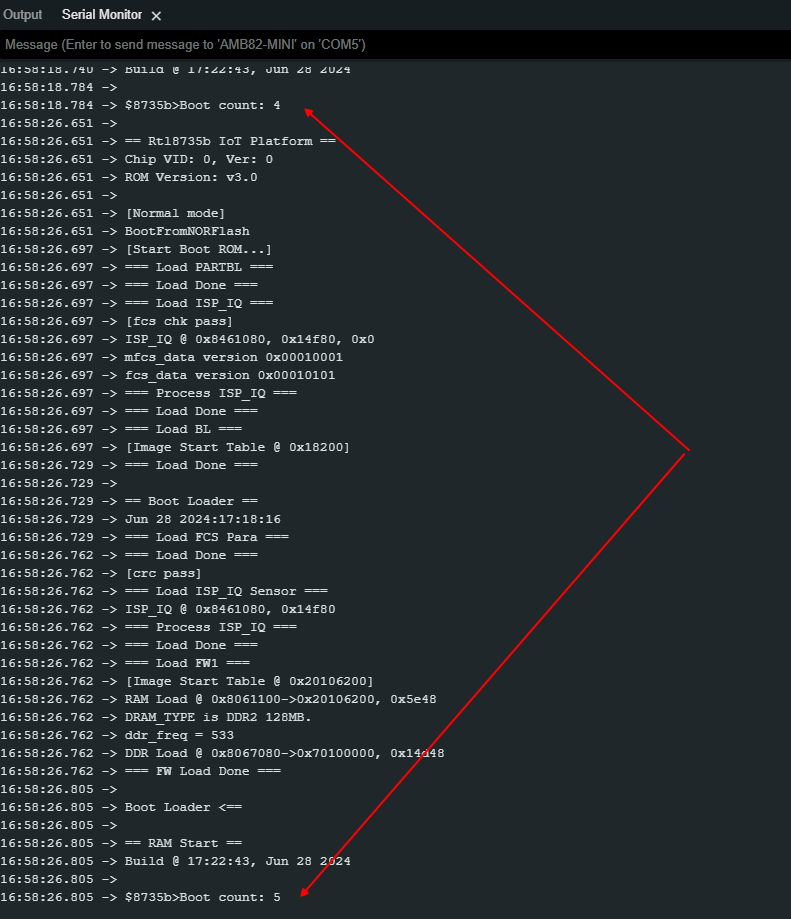 Output Serial Monitor ×
Message (Enter to send message to 'AMB82-MINI' on 'COM5')
16:58:18.740 -> Build @ 17:22:43, Jun 28 2024
16:58:18.784 ->
16:58:18.784 -> $8735b>Boot count: 4
16:58:26.651 ->
16:58:26.651 -> == Rtl8735b IoT Platform ==
16:58:26.651 -> Chip VID: 0, Ver: 0
16:58:26.651 -> ROM Version: v3.0
16:58:26.651 ->
16:58:26.651 -> [Normal mode]
16:58:26.651 -> BootFromNORFlash
16:58:26.697 -> [Start Boot ROM...]
16:58:26.697 -> === Load PARTBL ===
16:58:26.697 -> === Load Done ===
16:58:26.697 -> === Load ISP_IQ ===
16:58:26.697 -> [fcs chk pass]
16:58:26.697 -> ISP_IQ @ 0x8461080, 0x14f80, 0x0
16:58:26.697 -> mfcs_data version 0x00010001
16:58:26.697 -> fcs_data version 0x00010101
16:58:26.697 -> === Process ISP_IQ ===
16:58:26.697 -> === Load Done ===
16:58:26.697 -> === Load BL ===
16:58:26.697 -> [Image Start Table @ 0x18200]
16:58:26.729 -> === Load Done ===
16:58:26.729 ->
16:58:26.729 -> == Boot Loader ==
16:58:26.729 -> Jun 28 2024:17:18:16
16:58:26.729 -> === Load FCS Para ===
16:58:26.762 -> === Load Done ===
16:58:26.762 -> [crc pass]
16:58:26.762 -> === Load ISP_IQ Sensor ===
16:58:26.762 -> ISP_IQ @ 0x8461080, 0x14f80
16:58:26.762 -> === Process ISP_IQ ===
16:58:26.762 -> === Load Done ===
16:58:26.762 -> === Load FW1 ===
16:58:26.762 -> [Image Start Table @ 0x20106200]
16:58:26.762 -> RAM Load @ 0x8061100->0x20106200, 0x5e48
16:58:26.762 -> DRAM_TYPE is DDR2 128MB.
16:58:26.762 -> ddr_freq = 533
16:58:26.762 -> DDR Load @ 0x8067080->0x70100000, 0x14d48
16:58:26.762 -> === FW Load Done ===
16:58:26.805 ->
16:58:26.805 -> Boot Loader <==
16:58:26.805 ->
16:58:26.805 -> == RAM Start ==
16:58:26.805 -> Build @ 17:22:43, Jun 28 2024
16:58:26.805 ->
16:58:26.805 -> $8735b>Boot count: 5